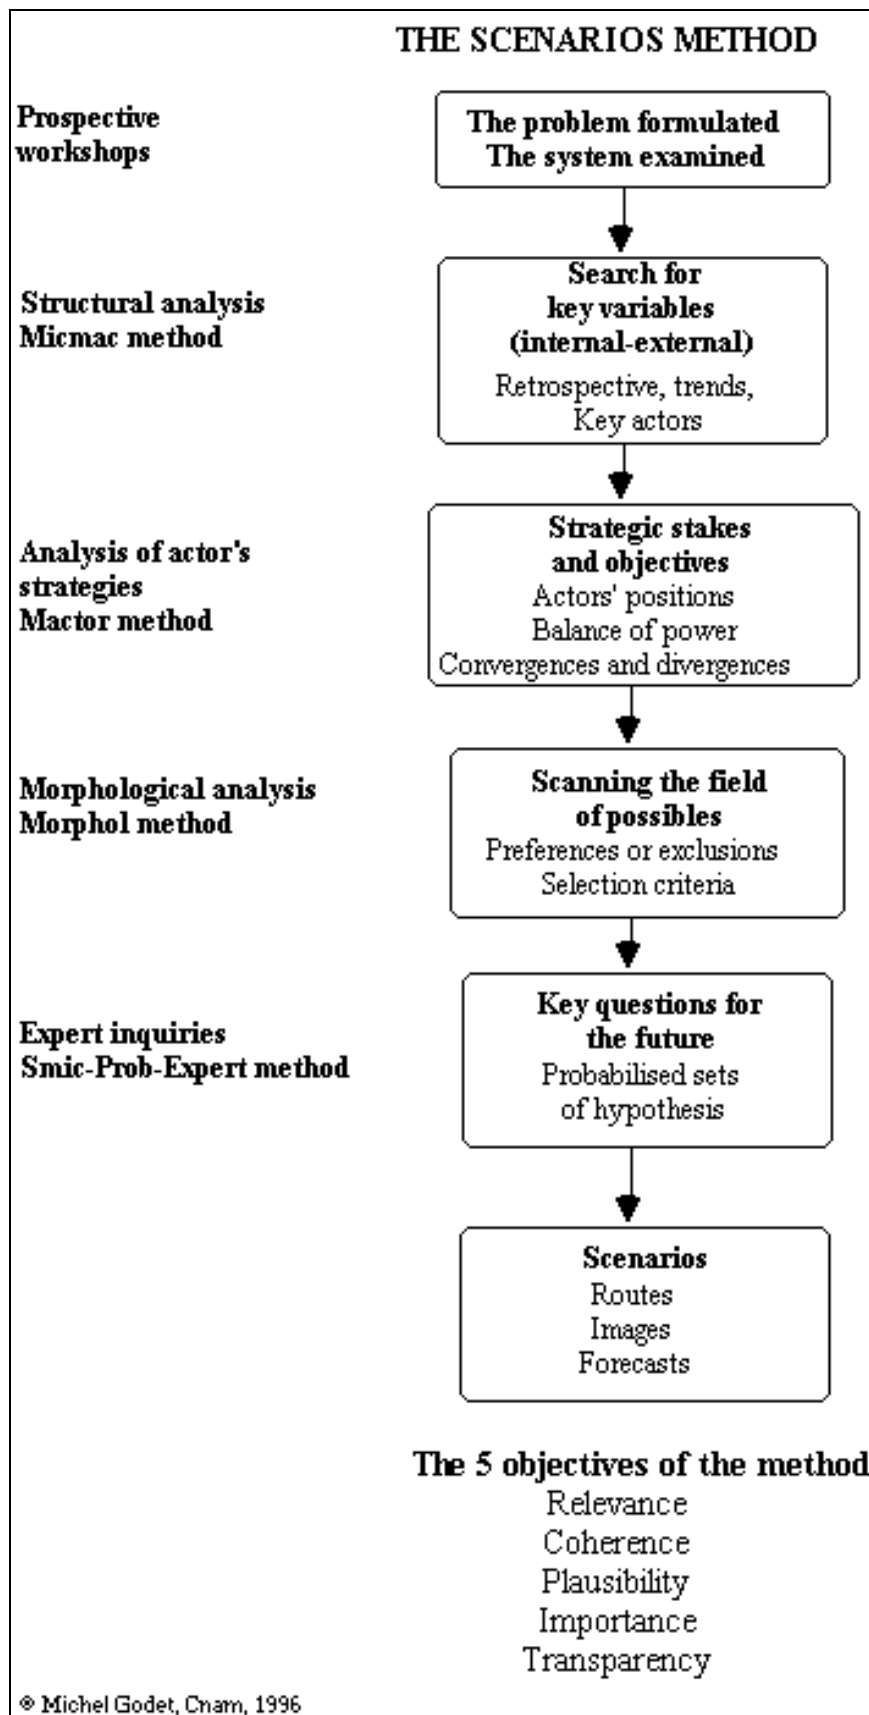 THE SCENARIOS METHOD
Prospective
workshops
The problem formulated
The system examined
Structural analysis
Micmac method
Search for
key variables
(internal-external)
Retrospective, trends,
Key actors
Analysis of actor's
strategies
Mactor method
Strategic stakes
and objectives
Actors' positions
Balance of power
Convergences and divergences
Morphological analysis
Morphol method
Scanning the field
of possibles
Preferences or exclusions
Selection criteria
Expert inquiries
Smic-Prob-Expert method
Key questions for
the future
Probabilised sets
of hypothesis
Scenarios
Routes
Images
Forecasts
The 5 objectives of the method
Relevance
Coherence
Plausibility
Importance
Transparency
® Michel Godet, Cnam, 1996